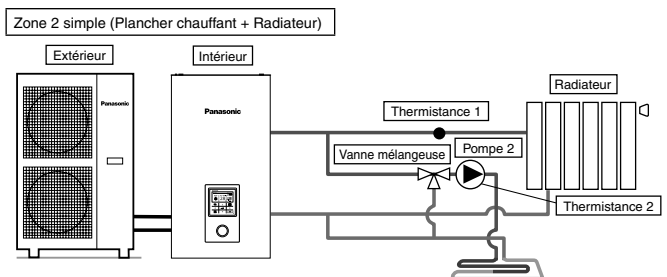 Zone 2 simple (Plancher chauffant + Radiateur)
Extérieur
Intérieur
Radiateur
Panasonic
Panasonic
Thermistance 1
Vanne mélangeuse
Pompe 2
Thermistance 2